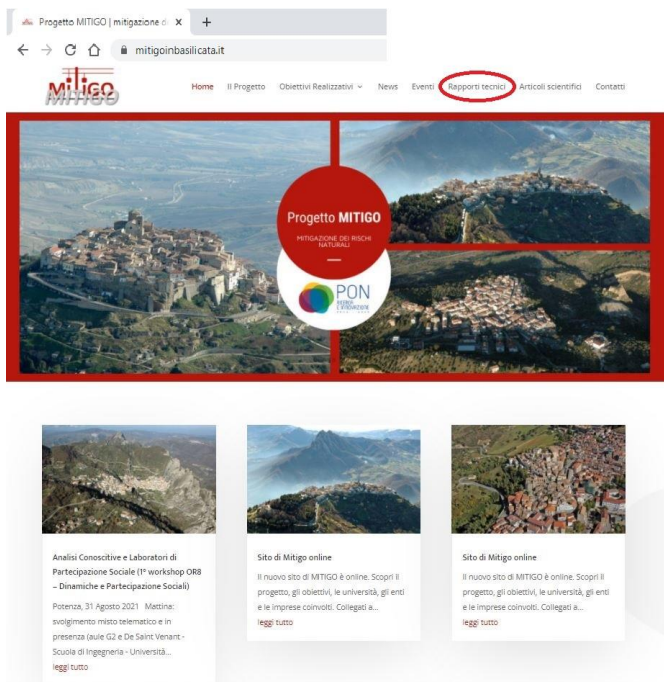 Progetto MITIGO | mitigazione d
mitigoinbasilicata.it
MitiGO
MITIGO
Home Il Progetto Obiettivi Realizzativi News Eventi Rapporti tecnici Articoli scientifici Contatti
Progetto MITIGO
MITIGAZIONE DEI RISCHI
NATURALI
PON
RICERCA
E INNOVAZIONE
Analisi Conoscitive e Laboratori di
Partecipazione Sociale (1° workshop OR8
– Dinamiche e Partecipazione Sociali)
Potenza, 31 Agosto 2021 Mattina:
svolgimento misto telematico e in
presenza (aule G2 e De Saint Venant -
Scuola di Ingegneria - Università...
leggi tutto
Sito di Mitigo online
Il nuovo sito di MITIGO è online. Scopri il
progetto, gli obiettivi, le università, gli enti
e le imprese coinvolti. Collegati a...
leggi tutto
Sito di Mitigo online
Il nuovo sito di MITIGO è online. Scopri il
progetto, gli obiettivi, le università, gli enti
e le imprese coinvolti. Collegati a...
leggi tutto